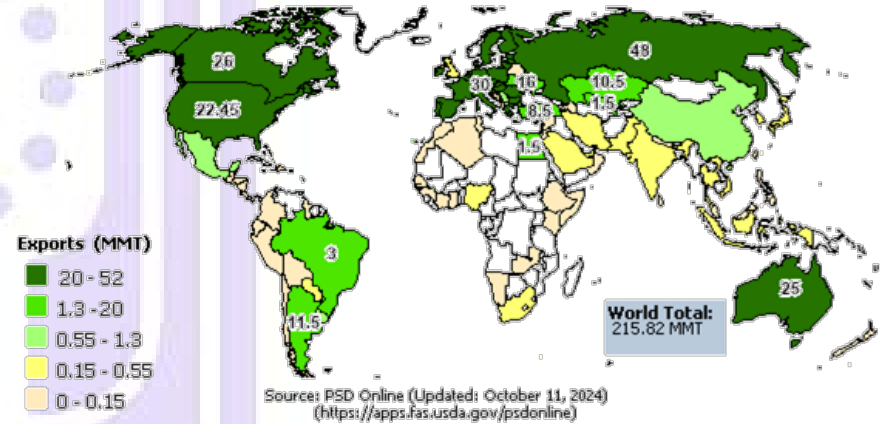 26
22.45
48
30
16
10.5
1.5
8.5
1.5
3
11.5
25
Exports (MMT)
20 - 52
1.3 -20
0.55 - 1.3
0.15 - 0.55
0 - 0.15
World Total:
215.82 MMT
Source: PSD Online (Updated: October 11, 2024)
(https://apps.fas.usda.gov/psdonline)